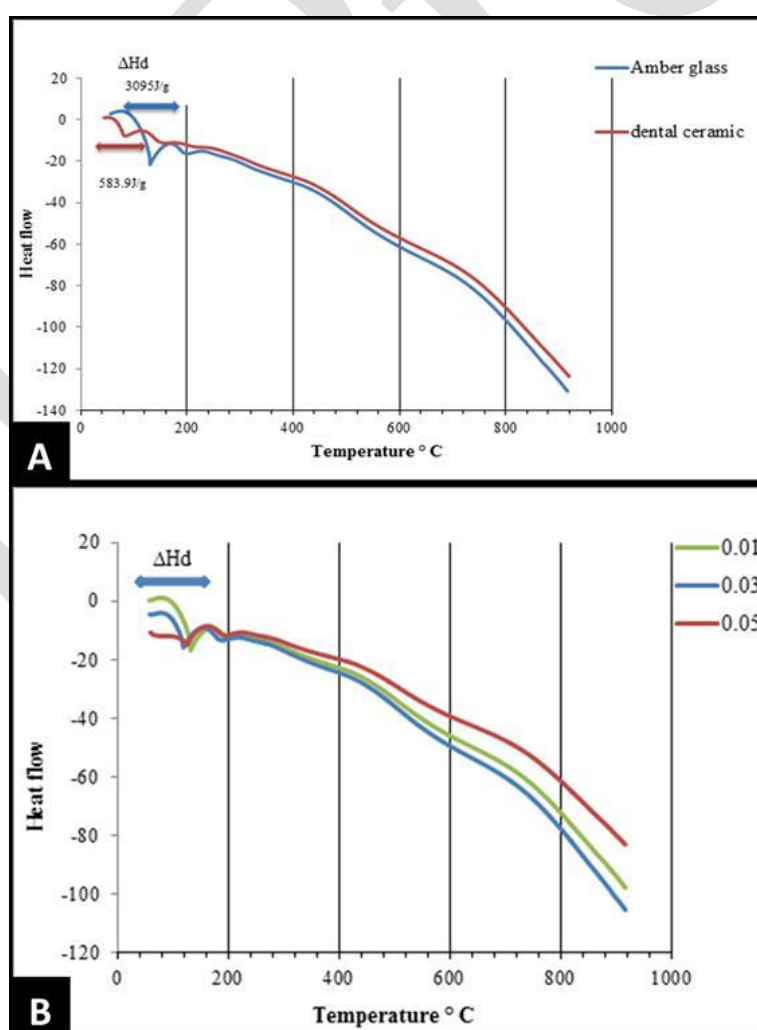 ΔHd
3095J/g
583.9J/g
Amber glass
dental ceramic
20
0
-20
-40
-60
-80
-100
-120
-140
0 200 400 600 800 1000
Heat flow
Temperature ° C
A
ΔHd
0.01
0.03
0.05
20
0
-20
-40
-60
-80
-100
-120
0 200 400 600 800 1000
Heat flow
Temperature ° C
B